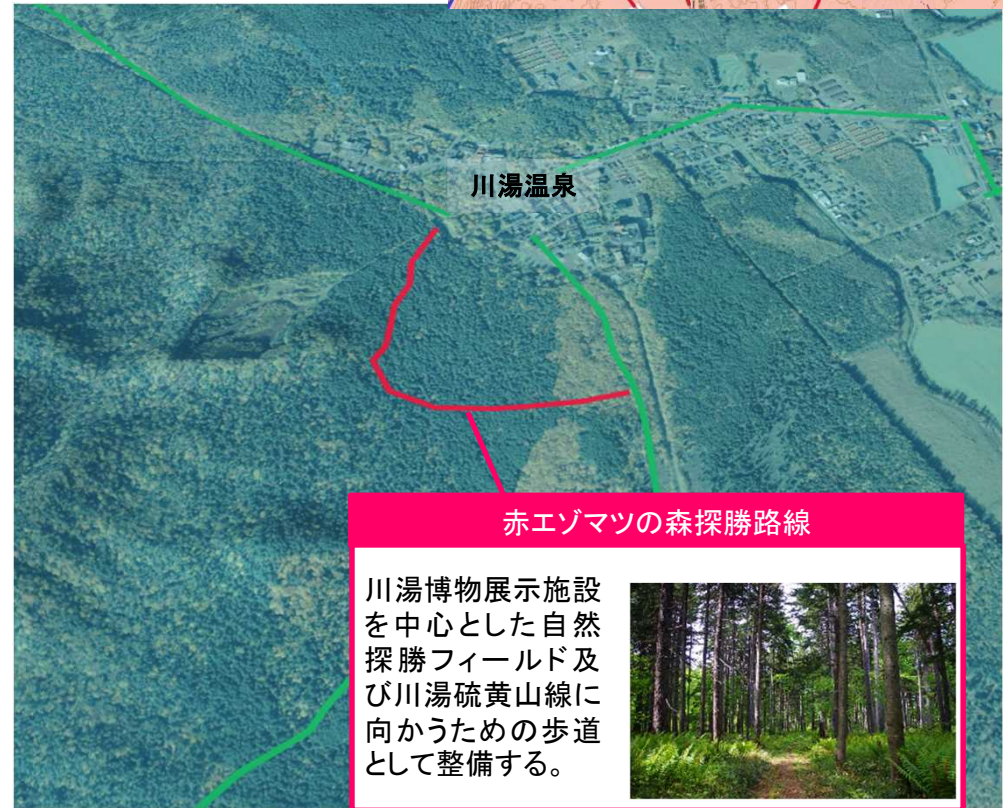 川湯温泉
赤エゾマツの森探勝路線
川湯博物展示施設
を中心とした自然
探勝フィールド及
び川湯硫黄山線に
向かうための歩道
として整備する。